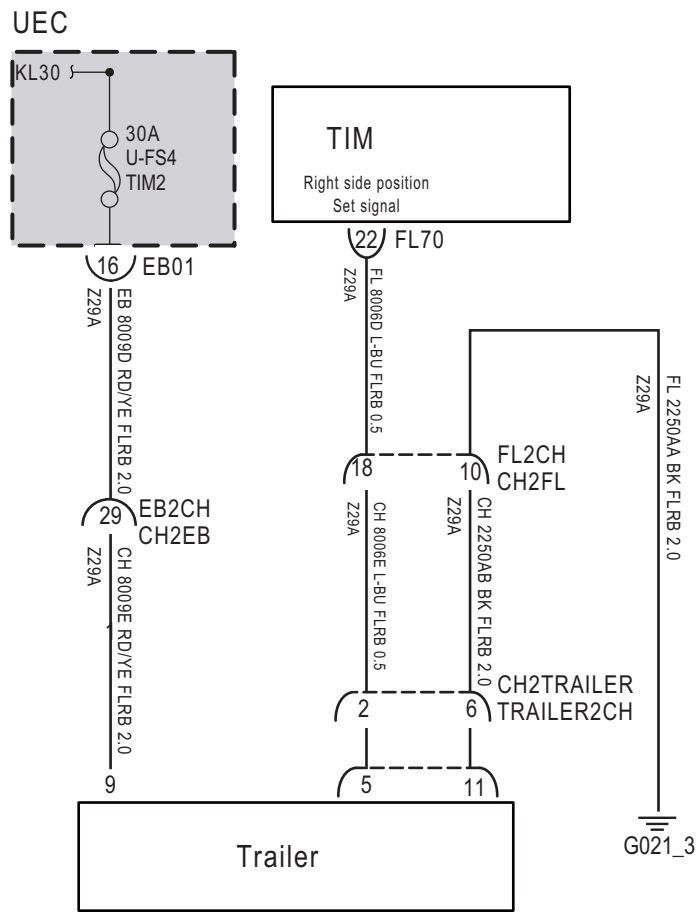 UEC
KL30
30A
U-FS4
TIM2
16 EB01
EB 8009D RD/YE FLRB 2.0
Z29A
29
EB2CH
CH2EB
CH 8009E RD/YE FLRB 2.0
Z29A
9
TIM
Right side position
Set signal
22 FL70
FL 8006D L-BU FLRB 0.5
Z29A
18 10
FL2CH
CH2FL
CH 8006E L-BU FLRB 0.5
Z29A
CH 2250AB BK FLRB 2.0
Z29A
FL 2250AA BK FLRB 2.0
Z29A
2 6
CH2TRAILER
TRAILER2CH
5 11
G021_3
Trailer